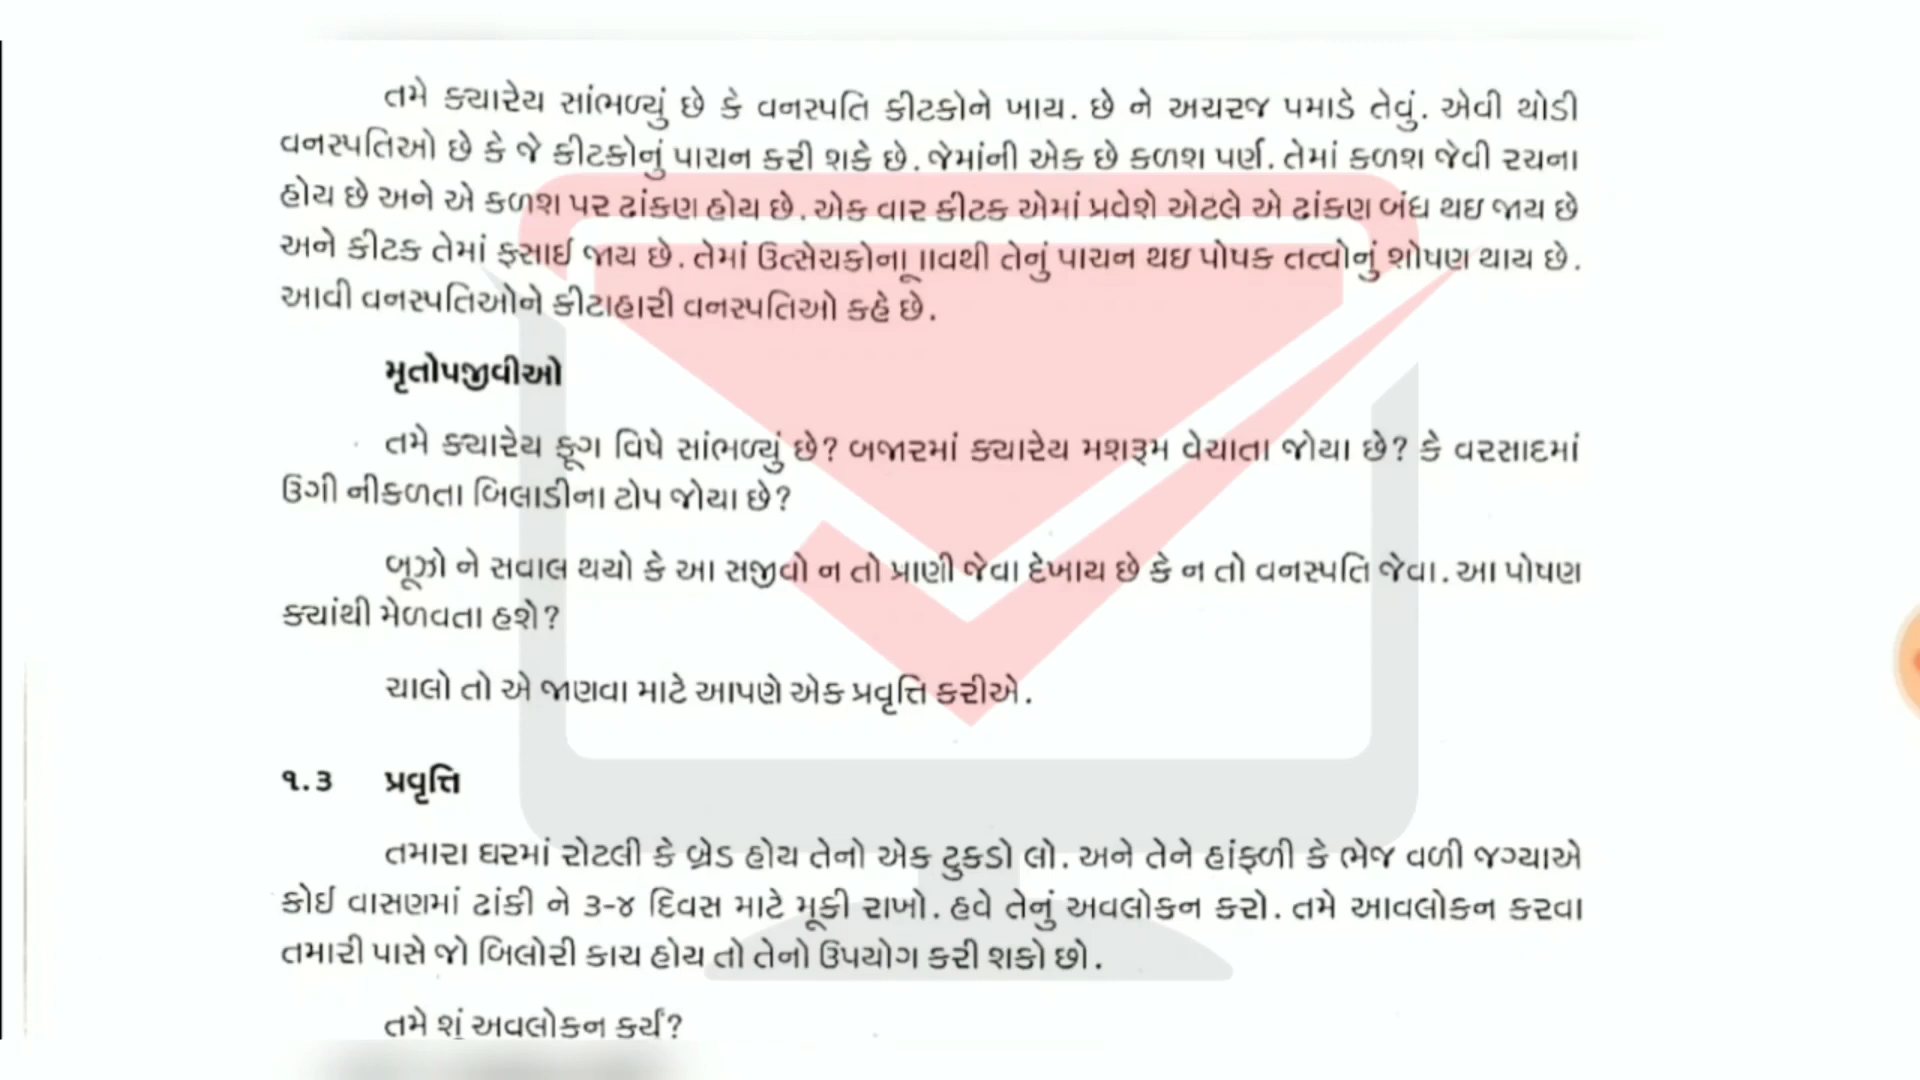 તમે ક્યારેય સાંભળ્યું છે કે વનસ્પતિ કીટકોને ખાય. છે ને અચરજ પમાડે તેવું. એવી થોડી
વનસ્પતિઓ છે કે જે કીટકોનું પાચન કરી શકે છે. જેમાંની એક છે કળશ પર્ણ. તેમાં કળશ જેવી રચના
હોય છે અને એ કળશ પર ઢાંકણ હોય છે. એક વાર કીટક એમાં પ્રવેશે એટલે એ ઢાંકણ બંધ થઇ જાય છે
અને કીટક તેમાં ફસાઈ જાય છે. તેમાં ઉત્સેચકોના તેનું પાચન થઇ પોષક તત્વોનું શોષણ થાય છે.
આવી વનસ્પતિઓને કીટાહારી વનસ્પતિઓ કહે છે.
મૃતોપજીવીઓ
તમે ક્યારેય ફૂગ વિષે સાંભળ્યું છે? બજારમાં ક્યારેય મશરૂમ વેચાતા જોયા છે? કે વરસાદમાં
ઉગી નીકળતા બિલાડીના ટોપ જોયા છે?
બૂઝો ને સવાલ થયો કે આ સજીવો ન તો પ્રાણી જેવા દેખાય છે કે ન તો વનસ્પતિ જેવા. આ પોષણ
ક્યાંથી મેળવતા હશે?
ચાલો તો એ જાણવા માટે આપણે એક પ્રવૃત્તિ કરીએ.
૧.૩ પ્રવૃત્તિ
તમારા ઘરમાં રોટલી કે બ્રેડ હોય તેનો એક ટુકડો લો. અને તેને હાંફળી કે ભેજ વળી જગ્યાએ
કોઈ વાસણમાં ઢાંકી ને ૩-૪ દિવસ માટે મૂકી રાખો. હવે તેનું અવલોકન કરો. તમે આવલોકન કરવા
તમારી પાસે જો બિલોરી કાચ હોય તો તેનો ઉપયોગ કરી શકો છો.
તમે શું અવલોકન કર્યું?